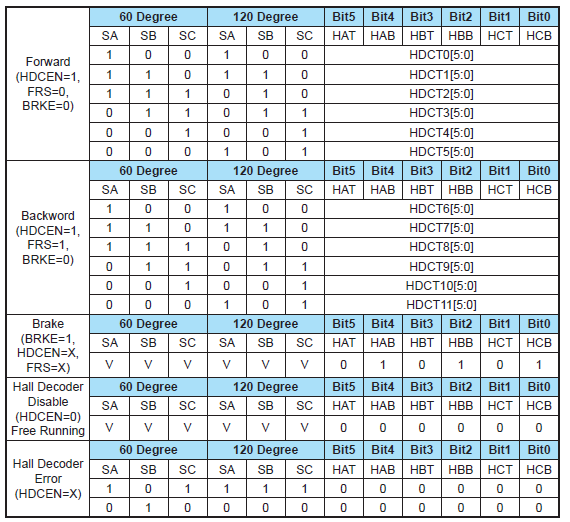 60 Degree 120 Degree Bit5 Bit4 Bit3 Bit2 Bit1 Bit0
SA SB SC SA SB SC HAT HAB HBT HBB HCT HCB
Forward
(HDCEN=1,
FRS=0,
BRKE=0)
1 0 0 1 0 0 HDCT0[5:0]
1 1 0 1 1 0 HDCT1[5:0]
1 1 1 0 1 0 HDCT2[5:0]
0 1 1 0 1 1 HDCT3[5:0]
0 0 1 0 0 1 HDCT4[5:0]
0 0 0 1 0 1 HDCT5[5:0]
60 Degree 120 Degree Bit5 Bit4 Bit3 Bit2 Bit1 Bit0
SA SB SC SA SB SC HAT HAB HBT HBB HCT HCB
Backword
(HDCEN=1,
FRS=1,
BRKE=0)
1 0 0 1 0 0 HDCT6[5:0]
1 1 0 1 1 0 HDCT7[5:0]
1 1 1 0 1 0 HDCT8[5:0]
0 1 1 0 1 1 HDCT9[5:0]
0 0 1 0 0 1 HDCT10[5:0]
0 0 0 1 0 1 HDCT11[5:0]
Brake
(BRKE=1,
HDCEN=X,
FRS=X)
60 Degree 120 Degree Bit5 Bit4 Bit3 Bit2 Bit1 Bit0
SA SB SC SA SB SC HAT HAB HBT HBB HCT HCB
V V V V V V 0 1 0 1 0 1
Hall Decoder
Disable
(HDCEN=0)
Free Running
60 Degree 120 Degree Bit5 Bit4 Bit3 Bit2 Bit1 Bit0
SA SB SC SA SB SC HAT HAB HBT HBB HCT HCB
V V V V V V 0 0 0 0 0 0
Hall Decoder
Error
(HDCEN=X)
60 Degree 120 Degree Bit5 Bit4 Bit3 Bit2 Bit1 Bit0
SA SB SC SA SB SC HAT HAB HBT HBB HCT HCB
1 0 1 1 1 1 0 0 0 0 0 0
0 1 0 0 0 0 0 0 0 0 0 0